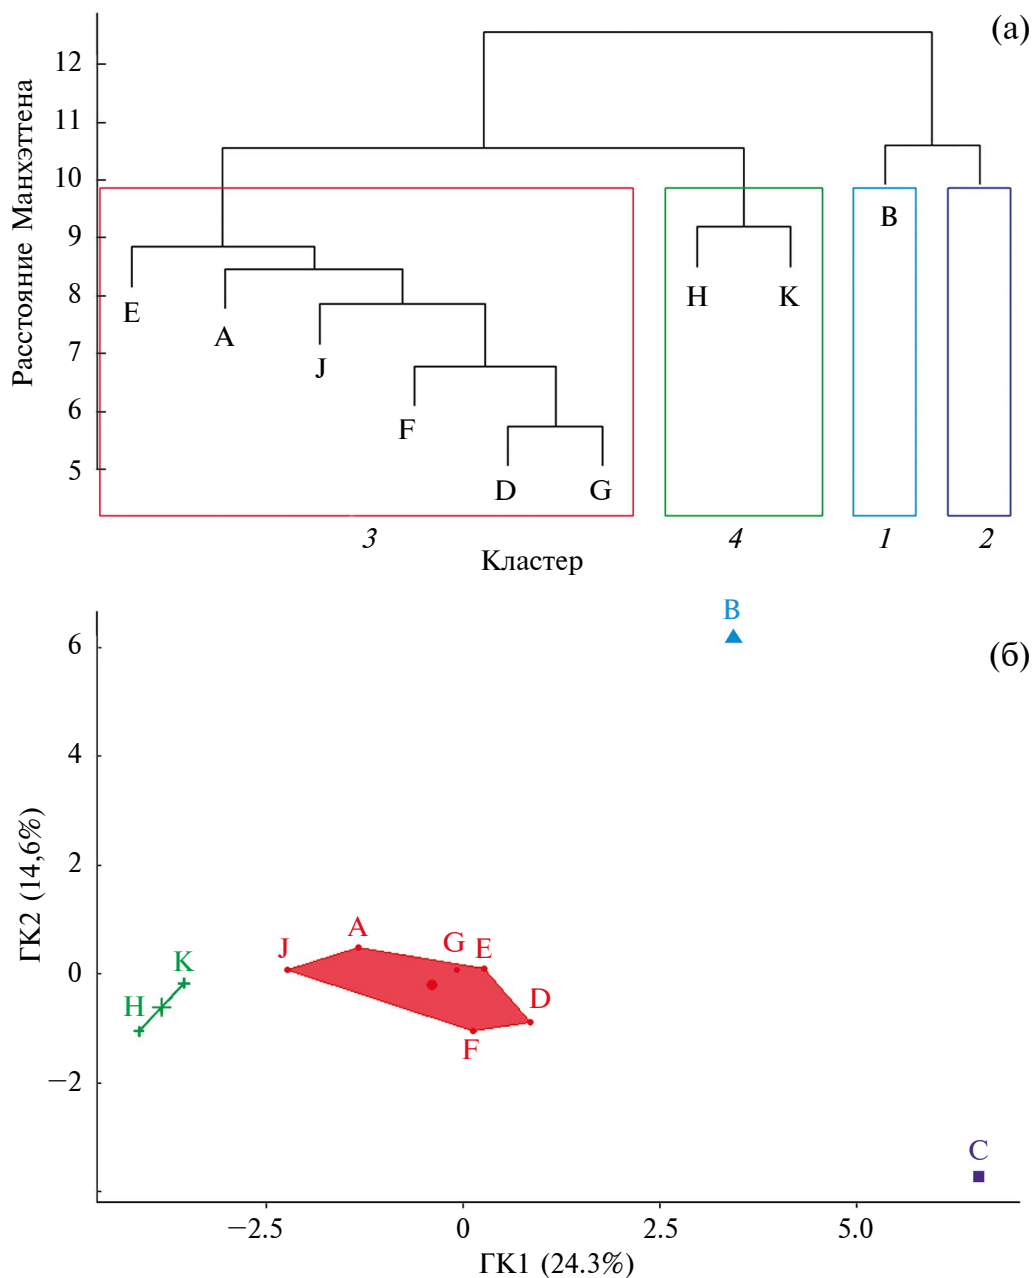 (а)
Расстояние Манхэттена
12
11
10
9
8
7
6
5
E
A
J
F
D
G
H
K
B
3
4
1
2
Кластер
(б)
ГК2 (14,6%)
6
4
2
0
−2
B
K
H
J
A
G
E
D
F
C
−2.5
0
2.5
5.0
ГК1 (24.3%)